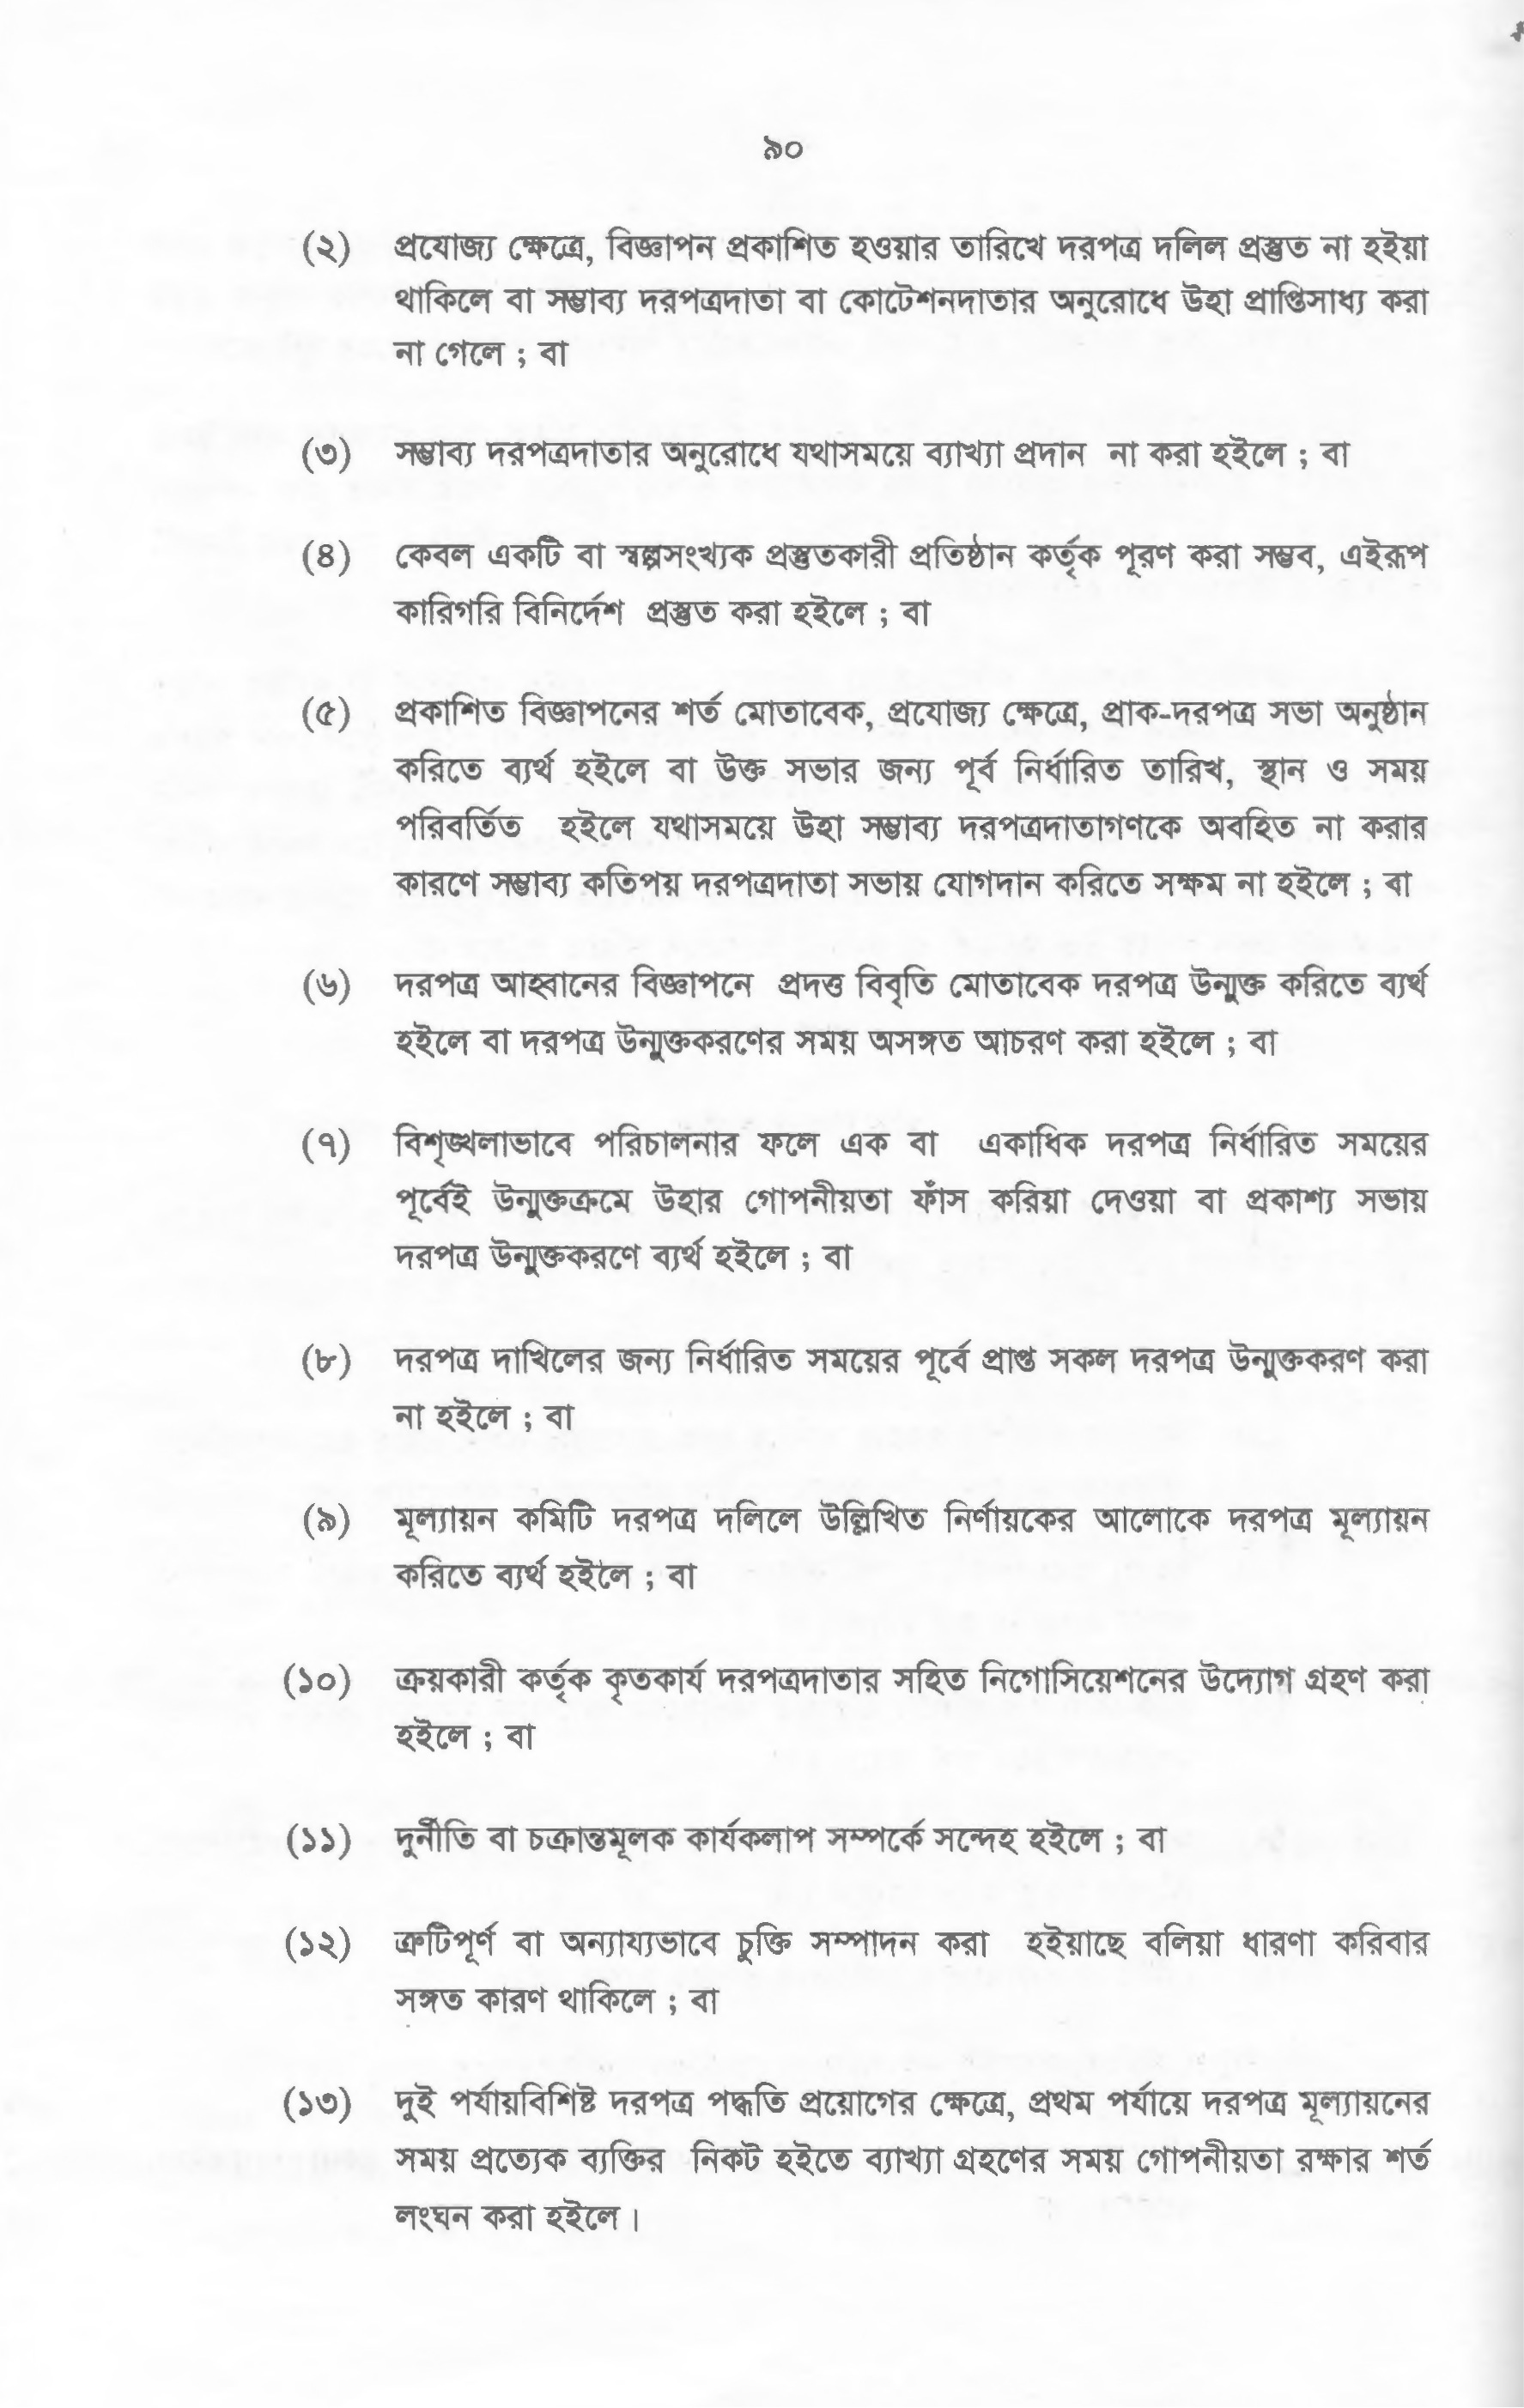 ৯০
(২) প্রযোজ্য ক্ষেত্রে, বিজ্ঞাপন প্রকাশিত হওয়ার তারিখে দরপত্র দলিল প্রস্তুত না হইয়া
থাকিলে বা সম্ভাব্য দরপত্রদাতা বা কোটেশনদাতার অনুরোধে উহা প্রাপ্তিসাধ্য করা
না গেলে ; বা
(৩) সম্ভাব্য দরপত্রদাতার অনুরোধে যথাসময়ে ব্যাখ্যা প্রদান না করা হইলে ; বা
(৪) কেবল একটি বা স্বল্পসংখ্যক প্রস্তুতকারী প্রতিষ্ঠান কর্তৃক পূরণ করা সম্ভব, এইরূপ
কারিগরি বিনির্দেশ প্রস্তুত করা হইলে ; বা
(৫) প্রকাশিত বিজ্ঞাপনের শর্ত মোতাবেক, প্রযোজ্য ক্ষেত্রে, প্রাক-দরপত্র সভা অনুষ্ঠান
করিতে ব্যর্থ হইলে বা উক্ত সভার জন্য পূর্ব নির্ধারিত তারিখ, স্থান ও সময়
পরিবর্তিত হইলে যথাসময়ে উহা সম্ভাব্য দরপত্রদাতাগণকে অবহিত না করার
কারণে সম্ভাব্য কতিপয় দরপত্রদাতা সভায় যোগদান করিতে সক্ষম না হইলে ; বা
(৬) দরপত্র আহ্বানের বিজ্ঞাপনে প্রদত্ত বিবৃতি মোতাবেক দরপত্র উন্মুক্ত করিতে ব্যর্থ
হইলে বা দরপত্র উন্মুক্তকরণের সময় অসঙ্গত আচরণ করা হইলে ; বা
(৭) বিশৃঙ্খলাভাবে পরিচালনার ফলে এক বা একাধিক দরপত্র নির্ধারিত সময়ের
পূর্বেই উন্মুক্তক্রমে উহার গোপনীয়তা ফাঁস করিয়া দেওয়া বা প্রকাশ্য সভায়
দরপত্র উন্মুক্তকরণে ব্যর্থ হইলে ; বা
(৮) দরপত্র দাখিলের জন্য নির্ধারিত সময়ের পূর্বে প্রাপ্ত সকল দরপত্র উন্মুক্তকরণ করা
না হইলে ; বা
(৯) মূল্যায়ন কমিটি দরপত্র দলিলে উল্লিখিত নির্ণায়কের আলোকে দরপত্র মূল্যায়ন
করিতে ব্যর্থ হইলে ; বা
(১০) ক্রয়কারী কর্তৃক কৃতকার্য দরপত্রদাতার সহিত নিগোসিয়েশনের উদ্যোগ গ্রহণ করা
হইলে ; বা
(১১) দুর্নীতি বা চক্রান্তমূলক কার্যকলাপ সম্পর্কে সন্দেহ হইলে ; বা
(১২) ত্রুটিপূর্ণ বা অন্যায্যভাবে চুক্তি সম্পাদন করা হইয়াছে বলিয়া ধারণা করিবার
সঙ্গত কারণ থাকিলে ; বা
(১৩) দুই পর্যায়বিশিষ্ট দরপত্র পদ্ধতি প্রয়োগের ক্ষেত্রে, প্রথম পর্যায়ে দরপত্র মূল্যায়নের
সময় প্রত্যেক ব্যক্তির নিকট হইতে ব্যাখ্যা গ্রহণের সময় গোপনীয়তা রক্ষার শর্ত
লংঘন করা হইলে।